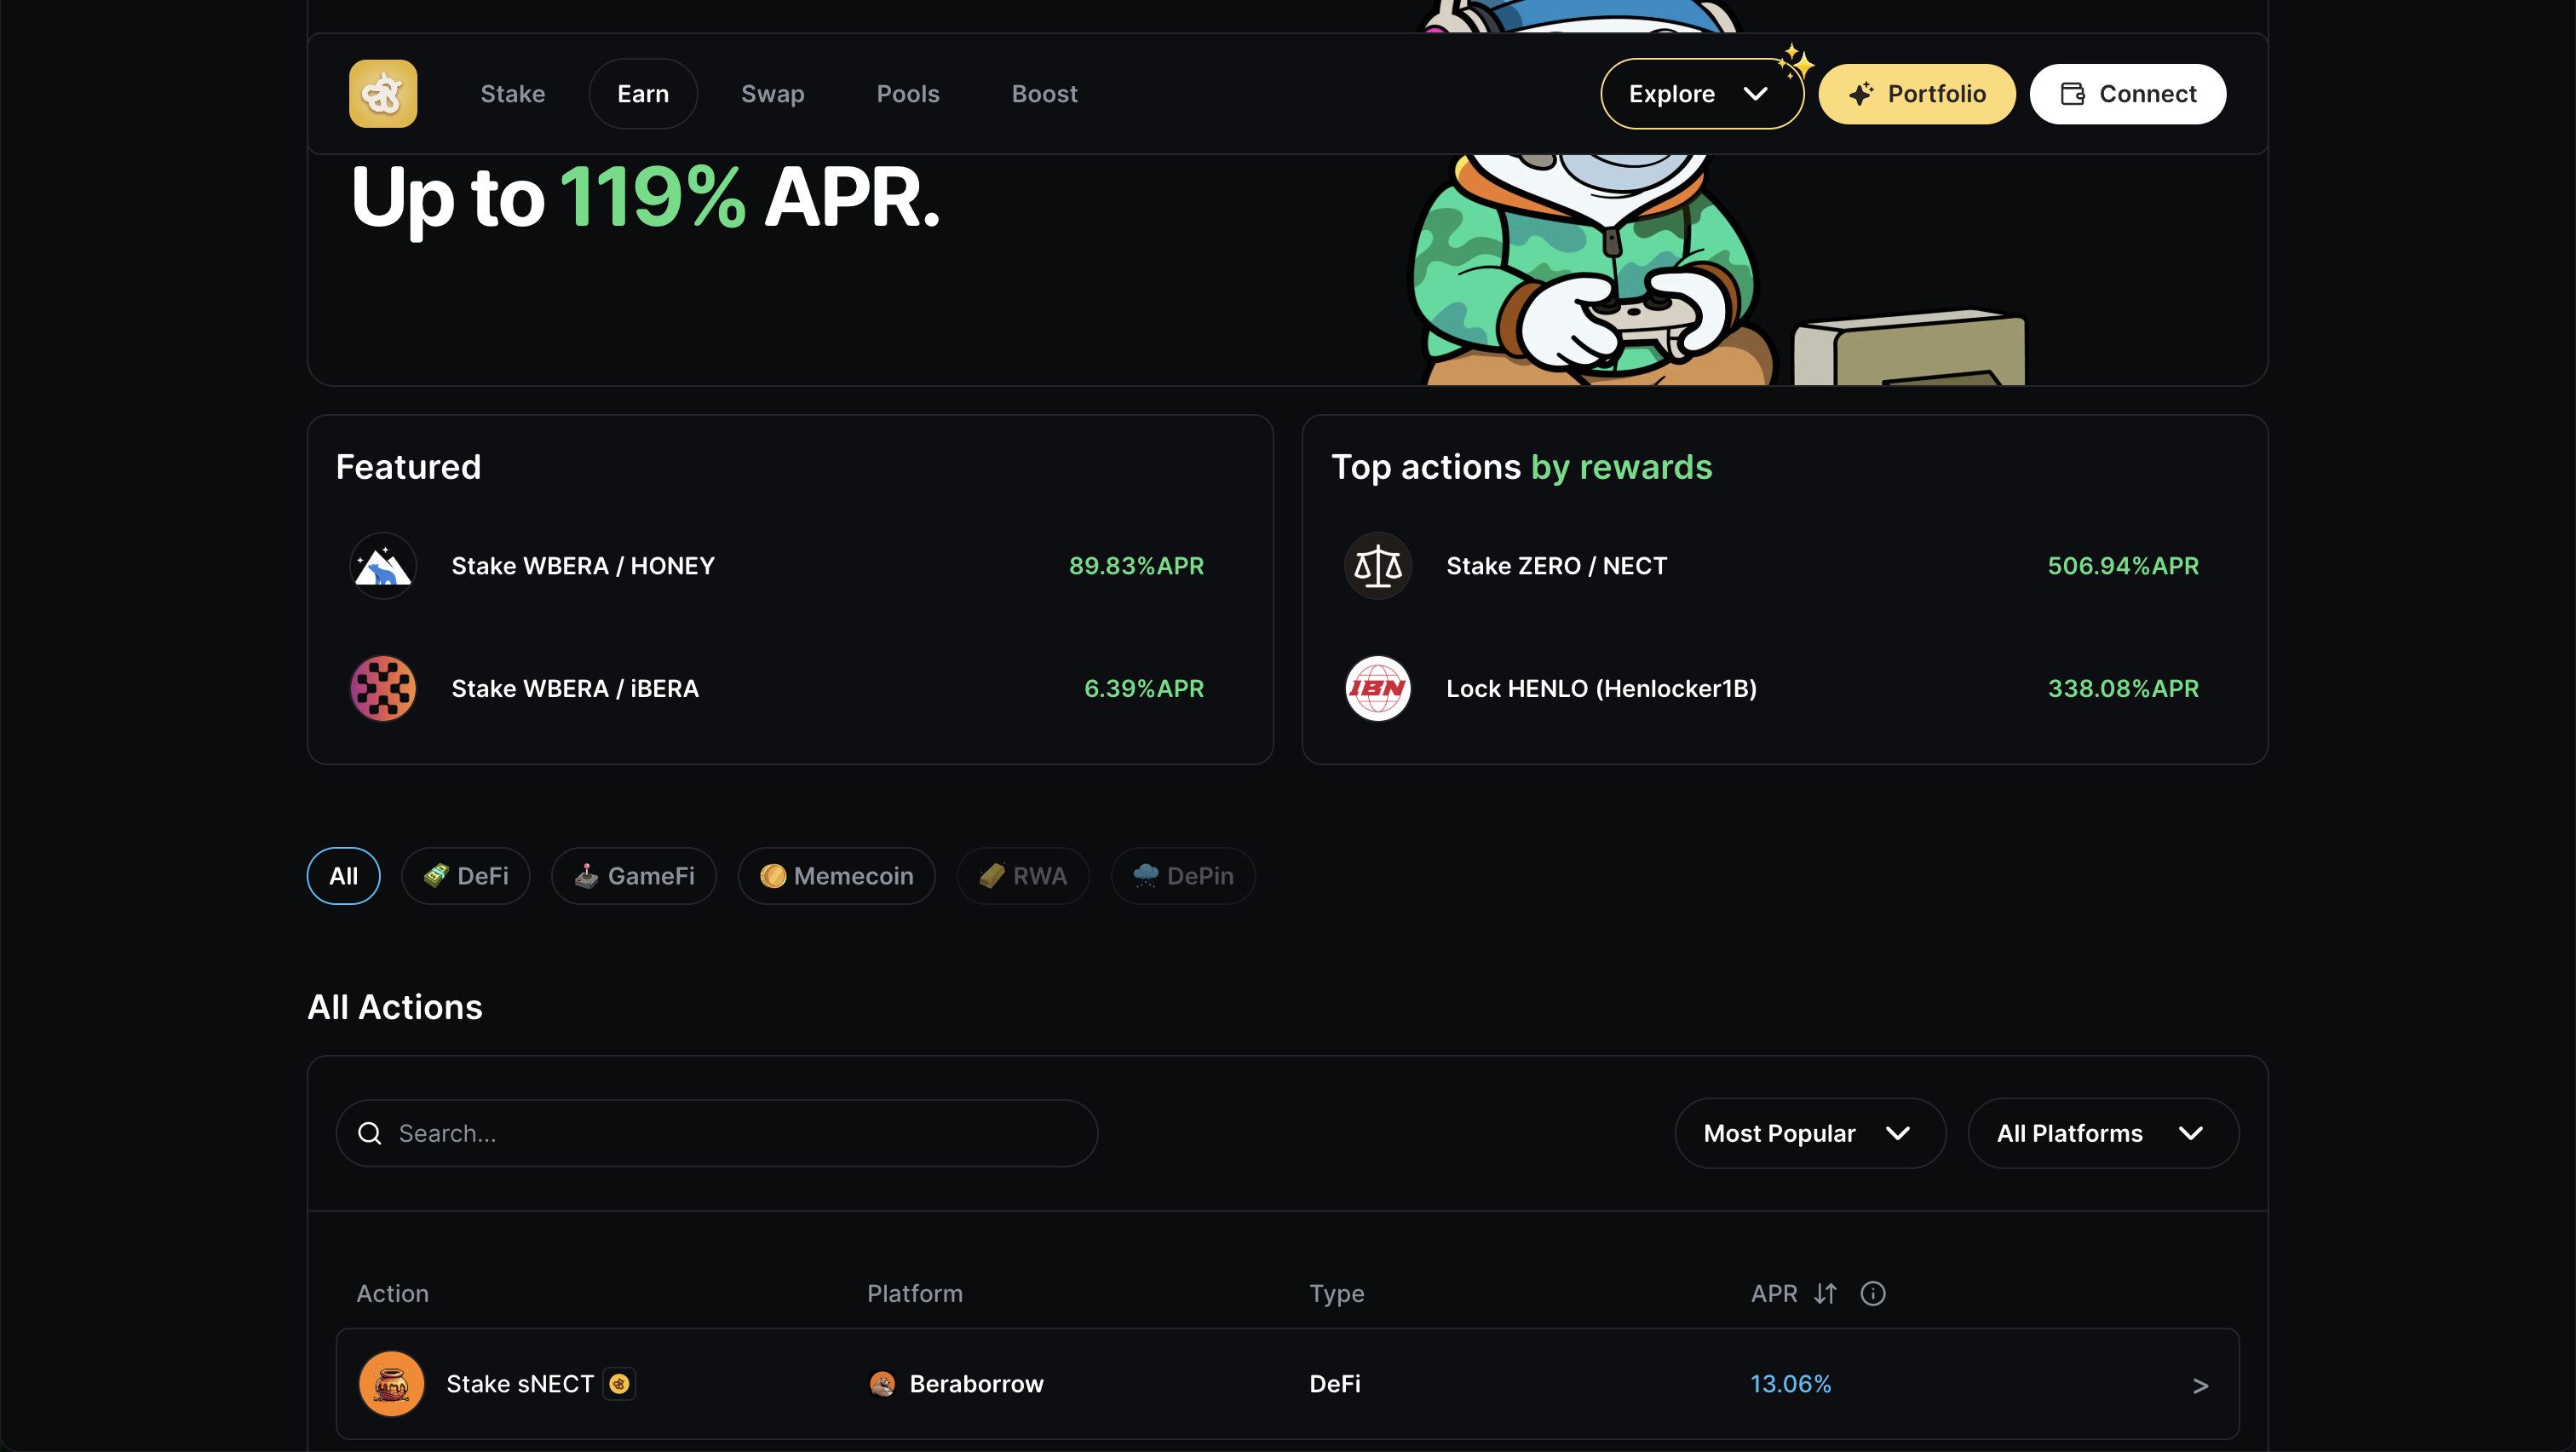 Stake
Earn
Swap
Pools
Boost
Explore
Portfolio
Connect
Up to 119% APR.
Featured
Stake WBERA / HONEY
89.83%APR
Stake WBERA / iBERA
6.39%APR
Top actions by rewards
Stake ZERO / NECT
506.94%APR
IBN
Lock HENLO (Henlocker1B)
338.08%APR
All
DeFi
GameFi
Memecoin
RWA
DePin
All Actions
Search...
Most Popular
All Platforms
Action
Platform
Type
APR
Stake sNECT
Beraborrow
DeFi
13.06%
>